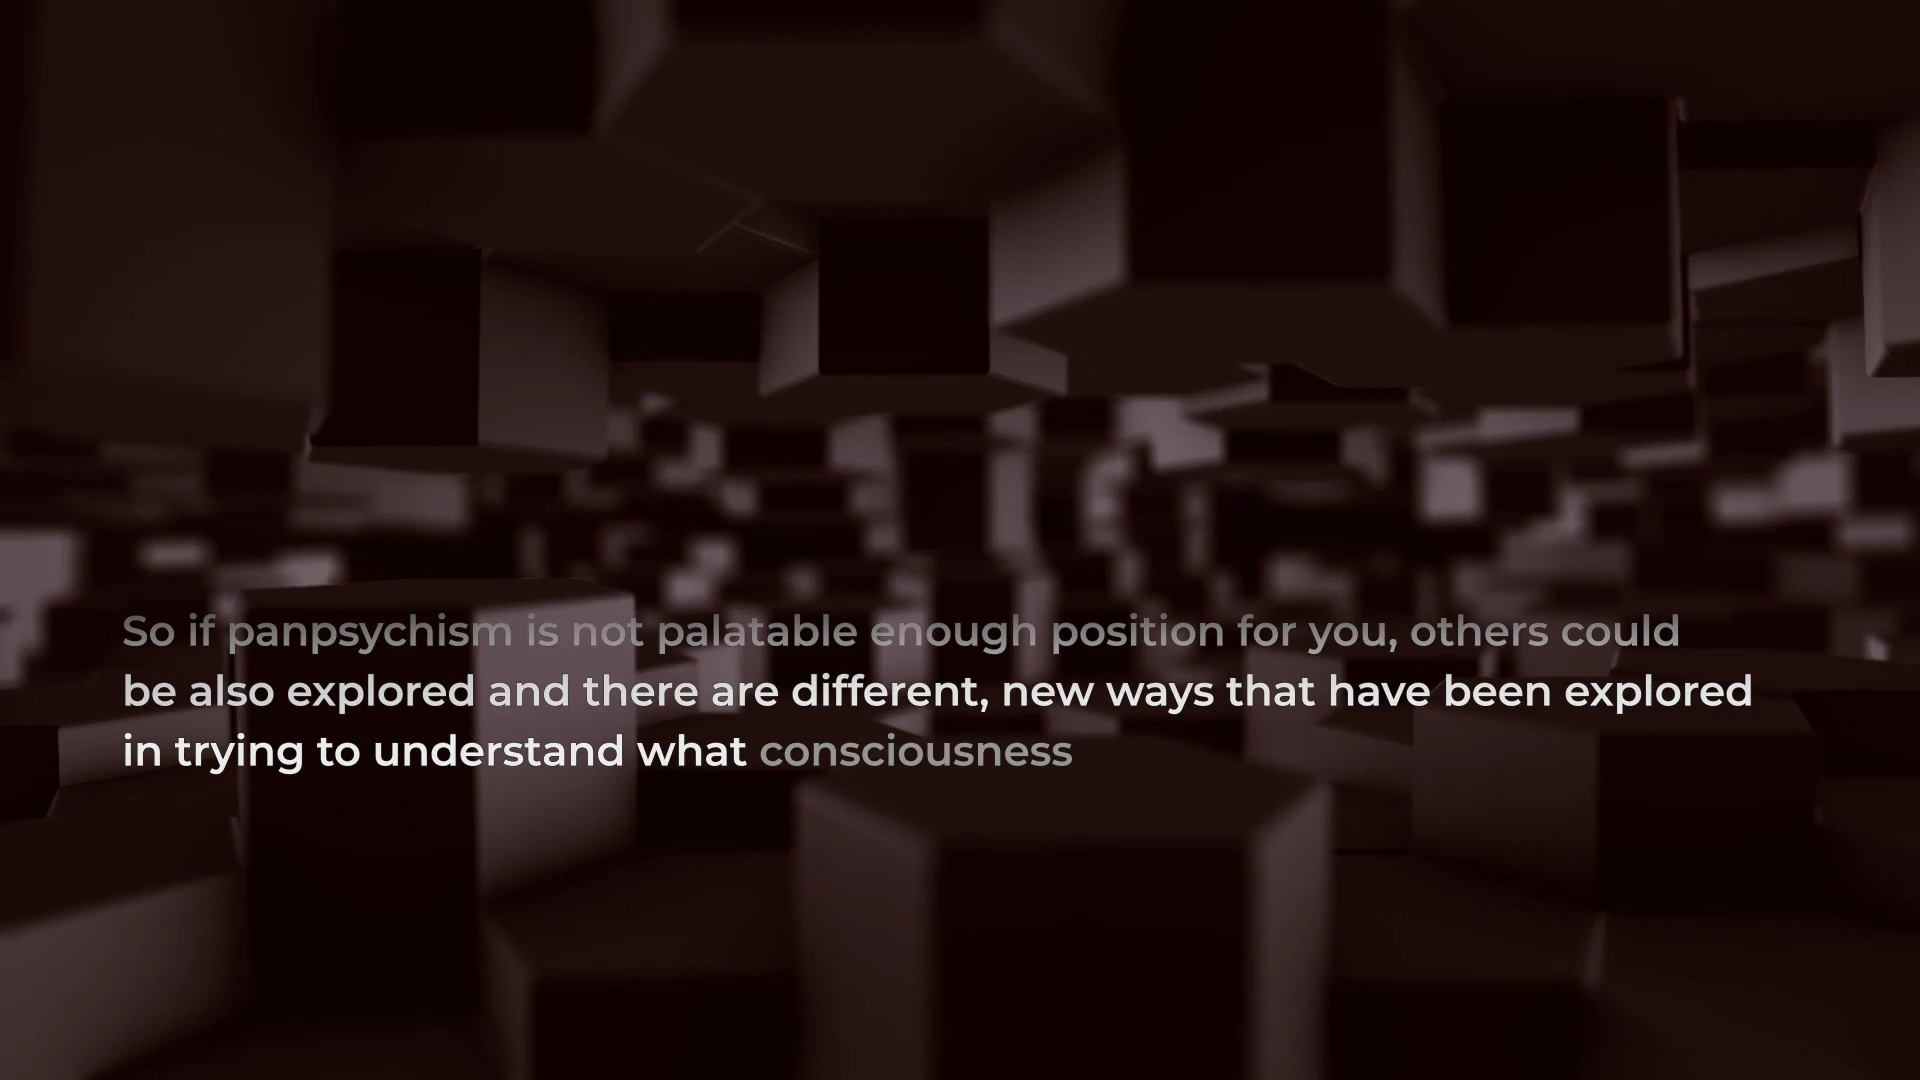 So if panpsychism is not palatable enough position for you, others could
be also explored and there are different, new ways that have been explored
in trying to understand what consciousness